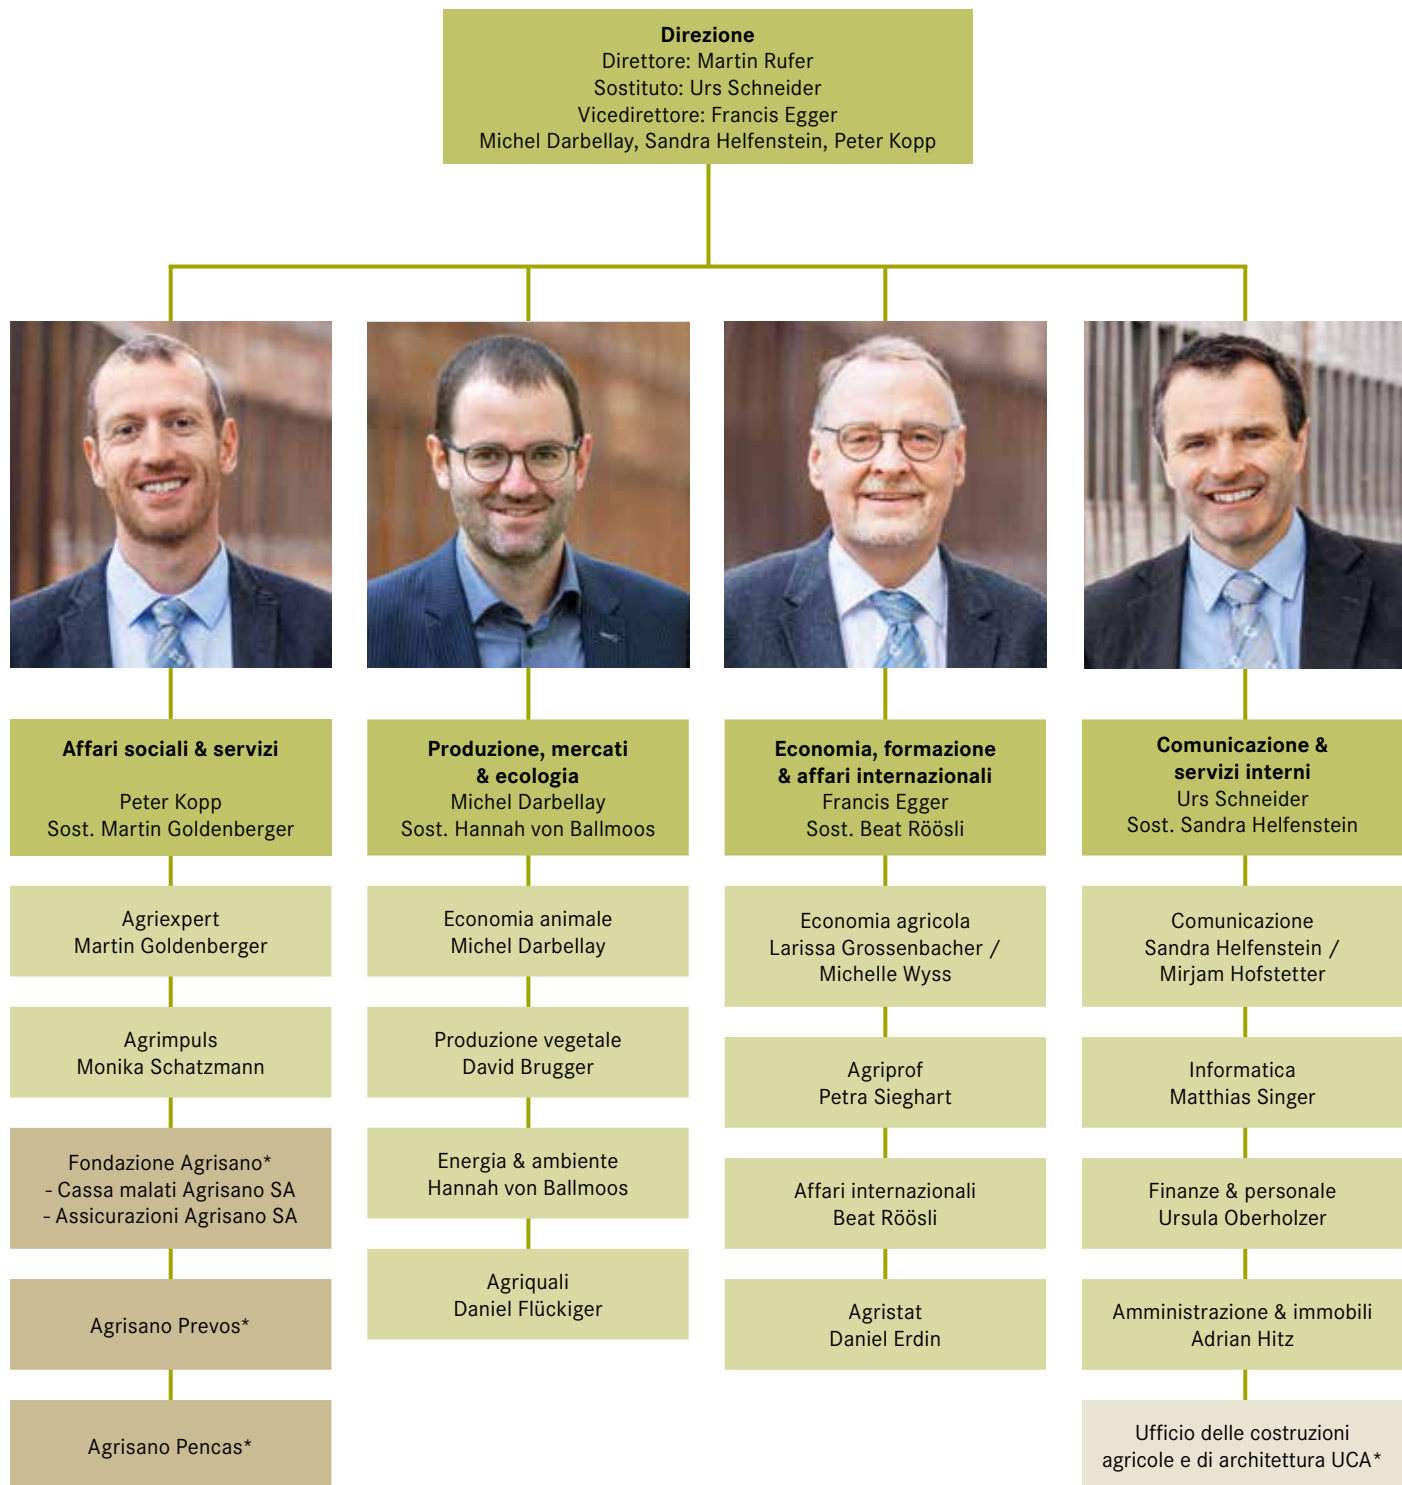 Direzione
Direttore: Martin Rufer
Sostituto: Urs Schneider
Vicedirettore: Francis Egger
Michel Darbellay, Sandra Helfenstein, Peter Kopp
Affari sociali & servizi
Peter Kopp
Sost. Martin Goldenberger
Agriexpert
Martin Goldenberger
Agrimpuls
Monika Schatzmann
Fondazione Agrisano*
- Cassa malati Agrisano SA
- Assicurazioni Agrisano SA
Agrisano Prevos*
Agrisano Pencas*
Produzione, mercati
& ecologia
Michel Darbellay
Sost. Hannah von Ballmoos
Economia animale
Michel Darbellay
Produzione vegetale
David Brugger
Energia & ambiente
Hannah von Ballmoos
Agriquali
Daniel Flückiger
Economia, formazione
& affari internazionali
Francis Egger
Sost. Beat Röösli
Economia agricola
Larissa Grossenbacher /
Michelle Wyss
Agriprof
Petra Sieghart
Affari internazionali
Beat Röösli
Agristat
Daniel Erdin
Comunicazione &
servizi interni
Urs Schneider
Sost. Sandra Helfenstein
Comunicazione
Sandra Helfenstein /
Mirjam Hofstetter
Informatica
Matthias Singer
Finanze & personale
Ursula Oberholzer
Amministrazione & immobili
Adrian Hitz
Ufficio delle costruzioni
agricole e di architettura UCA*